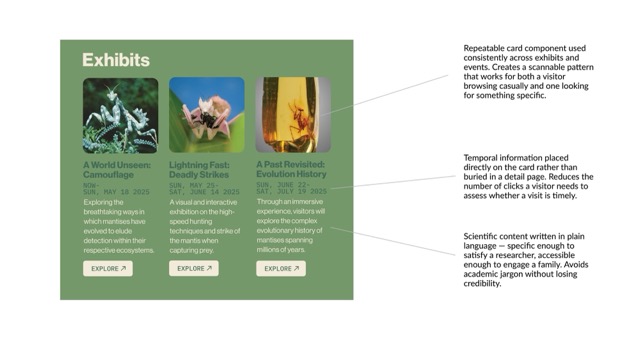 Exhibits
A World Unseen:
Camouflage
NOW-
SUN, MAY 18 2025
Exploring the
breathtaking ways in
which mantises have
evolved to elude
detection within their
respective ecosystems.
EXPLORE ↗
Lightning Fast:
Deadly Strikes
SUN, MAY 25-
SAT, JUNE 14 2025
A visual and interactive
exhibition on the high-
speed hunting
techniques and strike of
the mantis when
capturing prey.
EXPLORE ↗
A Past Revisited:
Evolution History
SUN, JUNE 22-
SAT, JULY 19 2025
Through an immersive
experience, visitors will
explore the complex
evolutionary history of
mantises spanning
millions of years.
EXPLORE ↗
Repeatable card component used
consistently across exhibits and
events. Creates a scannable pattern
that works for both a visitor
browsing casually and one looking
for something specific.
Temporal information placed
directly on the card rather than
buried in a detail page. Reduces the
number of clicks a visitor needs to
assess whether a visit is timely.
Scientific content written in plain
language — specific enough to
satisfy a researcher, accessible
enough to engage a family. Avoids
academic jargon without losing
credibility.